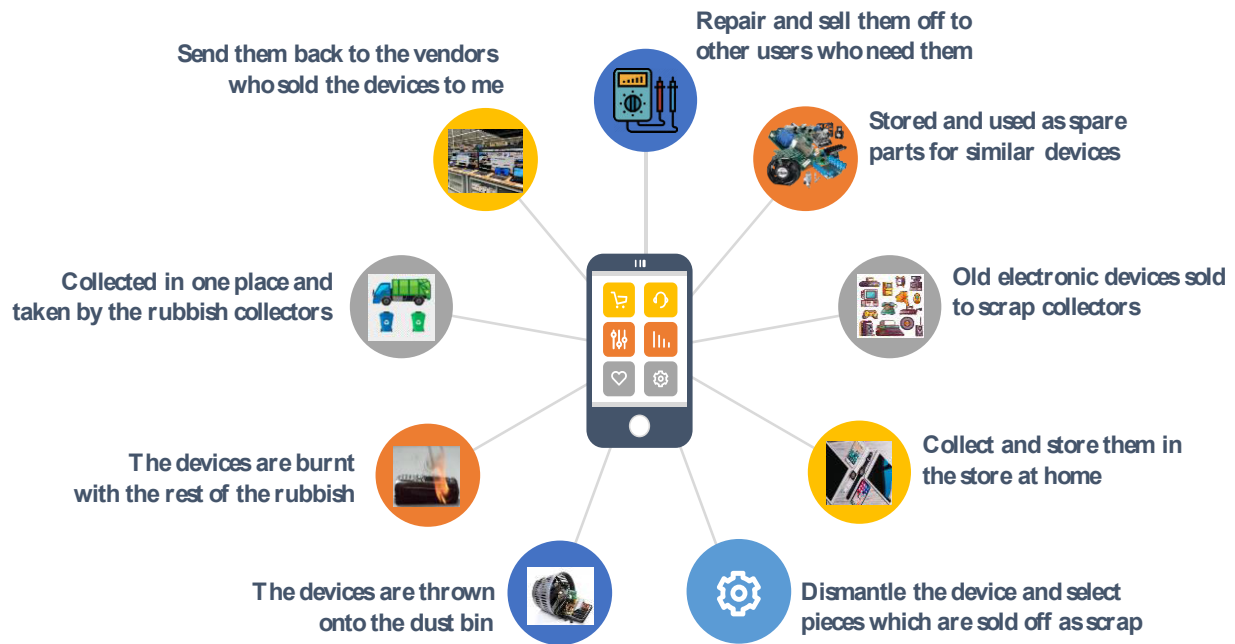 Repair and sell them off to
other users who need them
Send them back to the vendors
who sold the devices to me
Stored and used as spare
parts for similar devices
Collected in one place and
taken by the rubbish collectors
Old electronic devices sold
to scrap collectors
The devices are burnt
with the rest of the rubbish
Collect and store them in
the store at home
The devices are thrown
onto the dust bin
Dismantle the device and select
pieces which are sold off as scrap